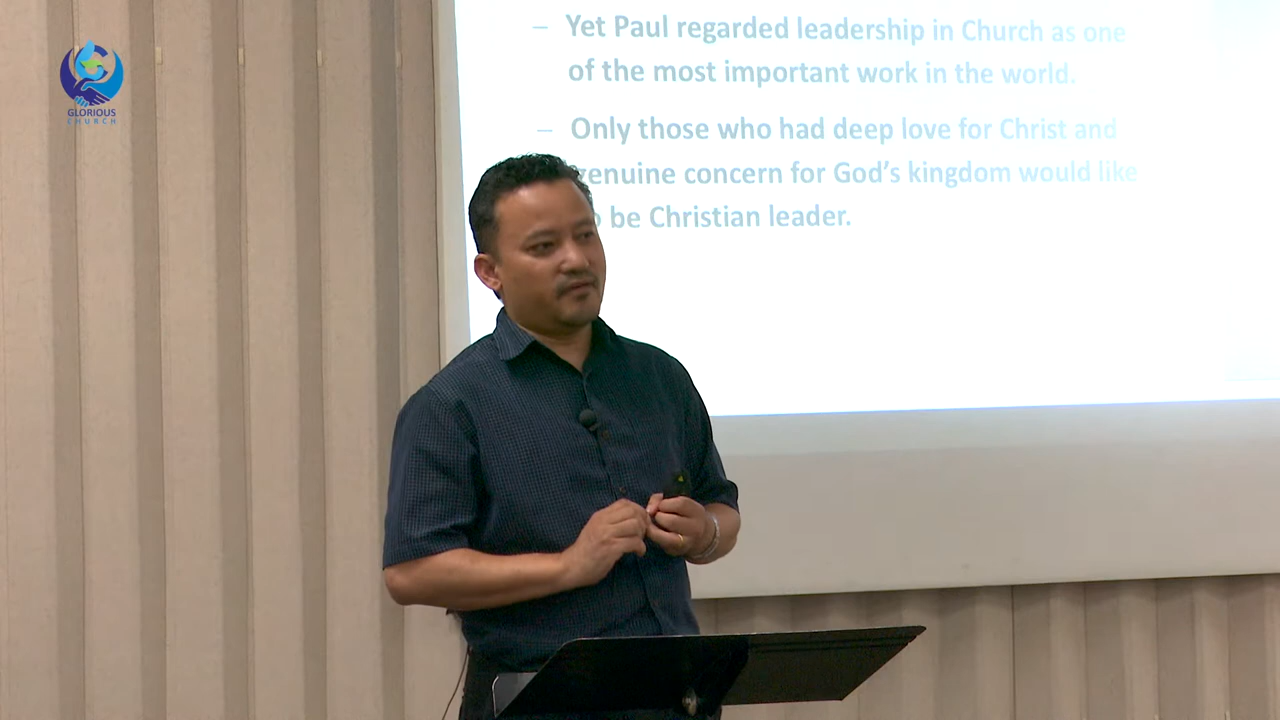 – Yet Paul regarded leadership in Church as one
of the most important work in the world.
– Only those who had deep love for Christ and
genuine concern for God's kingdom would like
be Christian leader.
GLORIOUS
CHURCH